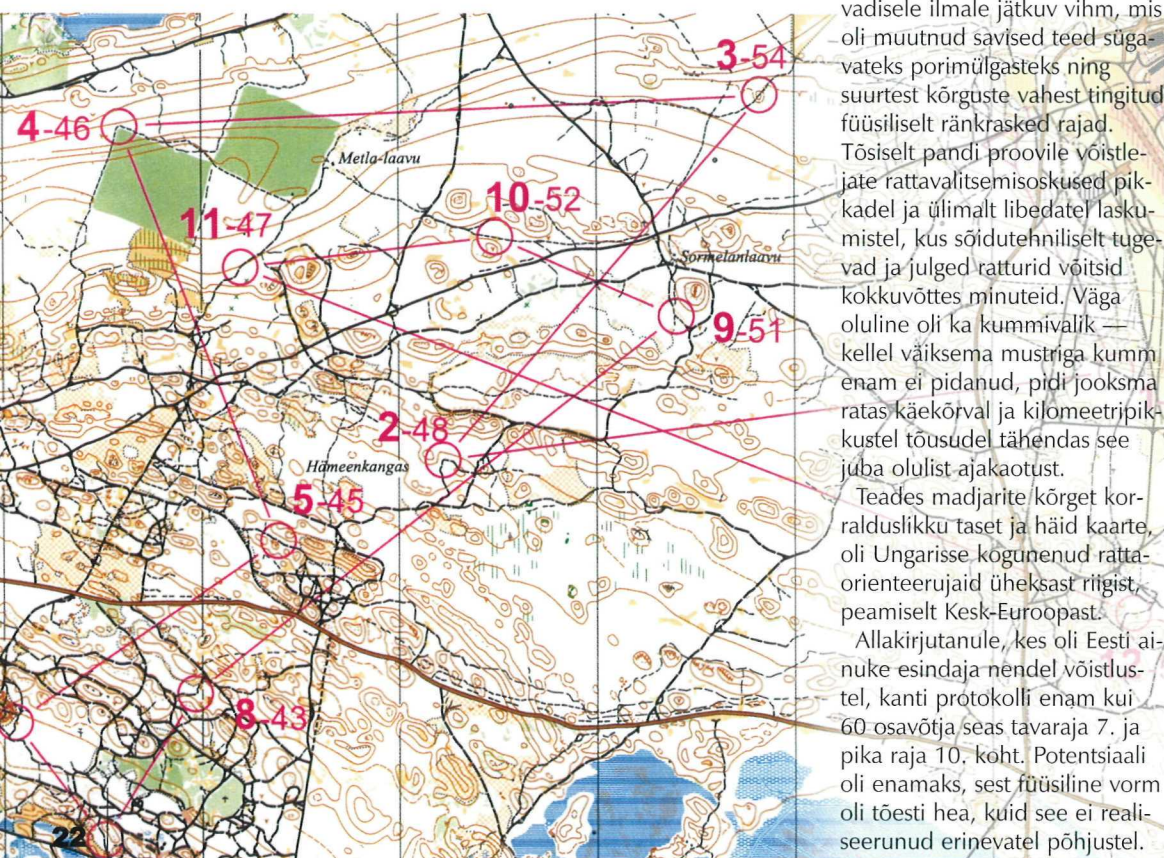 3-54
4-46
Metla-laavu
10-52
11-47
Sormelanlaavu
9-51
2-48
Hämeenkangas
5-45
8-43
22
vadisele ilmale jätkuv vihm, mis
oli muutnud savised teed süga-
vateks porimülgasteks ning
suurtest kõrguste vahest tingitud
füüsiliselt ränkrasked rajad.
Tõsiselt pandi proovile võistle-
jate rattavalitsemisoskused pik-
kadel ja ülimalt libedatel lasku-
mistel, kus sõidutehniliselt tuge-
vad ja julged ratturid võitsid
kokkuvõttes minuteid. Väga
oluline oli ka kummivalik —
kellel väiksema mustriga kumm
enam ei pidanud, pidi jooksma
ratas käekõrval ja kilomeetripik-
kustel tõusudel tähendas see
juba olulist ajakaotust.
Teades madjarite kõrget kor-
ralduslikku taset ja häid kaarte,
oli Ungarisse kogunenud ratta-
orienteerujaid üheksast riigist,
peamiselt Kesk-Euroopast.
Allakirjutanule, kes oli Eesti ai-
nuke esindaja nendel võistlus-
tel, kanti protokolli enam kui
60 osavõtja seas tavaraja 7. ja
pika raja 10. koht. Potentsiaali
oli enamaks, sest füüsiline vorm
oli tõesti hea, kuid see ei reali-
seerunud erinevatel põhjustel.